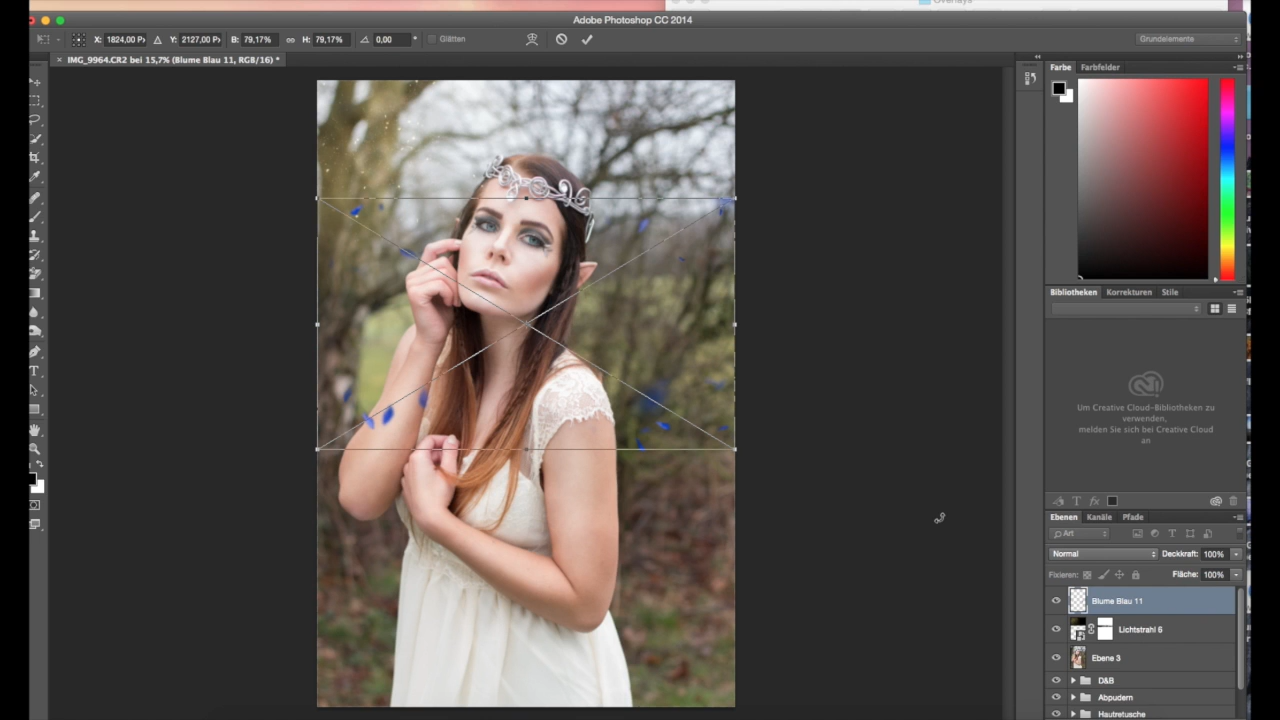 Overlays
Adobe Photoshop CC 2014
X: 1824,00 P› Y: 2127,00 P› B: 79,17% H: 79,17% 0,00 ° Glätten Grundelemente
× IMG_9964.CR2 bei 15,7% (Blume Blau 11, RGB/16) *
Farbe Farbfelder
Bibliotheken Korrekturen Stile
Um Creative Cloud-Bibliotheken zu
verwenden,
melden Sie sich bei Creative Cloud
an
Ebenen Kanäle Pfade
Art
Normal Deckkraft: 100%
Fixieren: Fläche: 100%
Blume Blau 11
Lichtstrahl 6
Ebene 3
D&B
Abpudern
Hautretusche